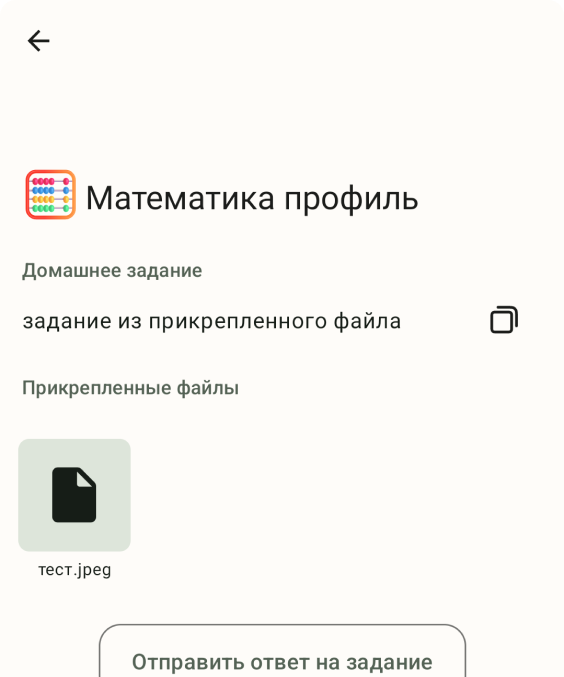 Математика профиль
Домашнее задание
задание из прикрепленного файла
Прикрепленные файлы
тест.jpeg
Отправить ответ на задание